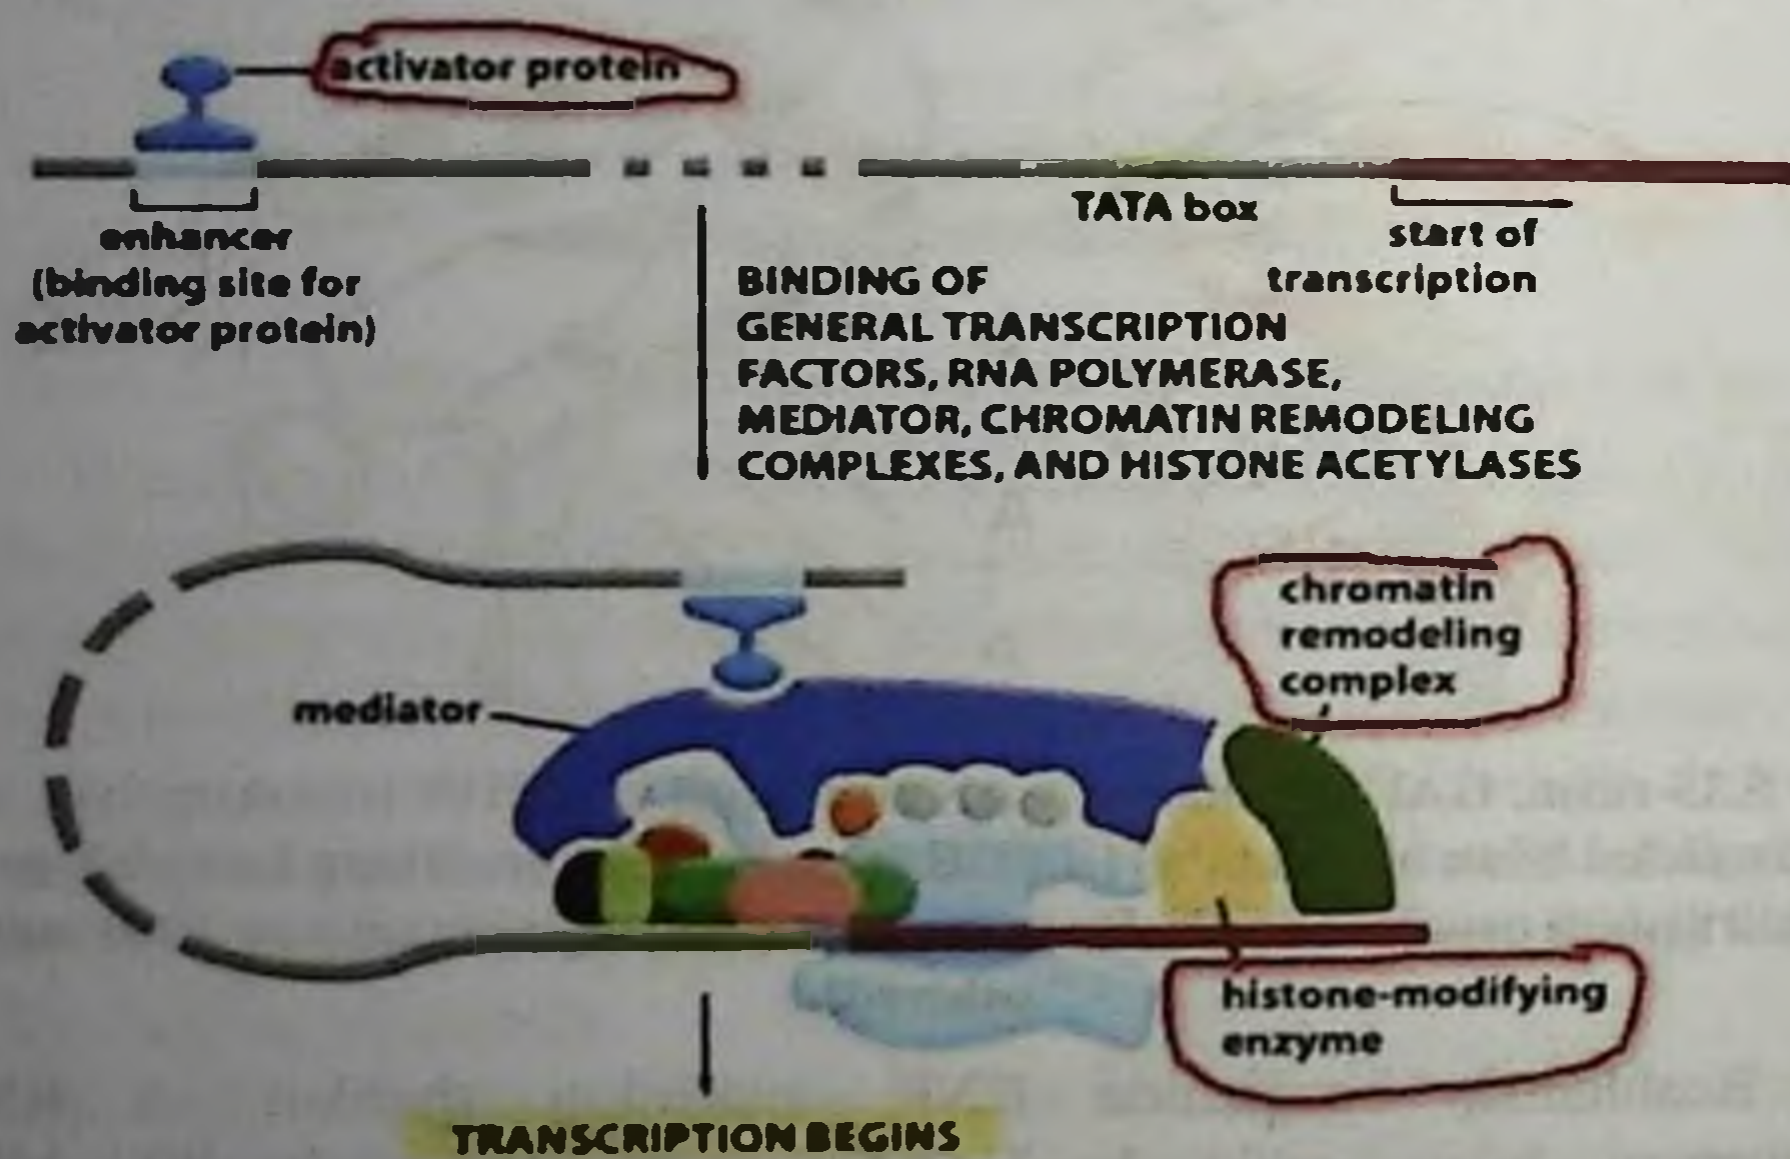 activator protein
TATA box
enhancer
(binding site for
activator protein)
start of
transcription
BINDING OF
GENERAL TRANSCRIPTION
FACTORS, RNA POLYMERASE,
MEDIATOR, CHROMATIN REMODELING
COMPLEXES, AND HISTONE ACETYLASES
chromatin
remodeling
complex
mediator
histone-modifying
enzyme
TRANSCRIPTION BEGINS